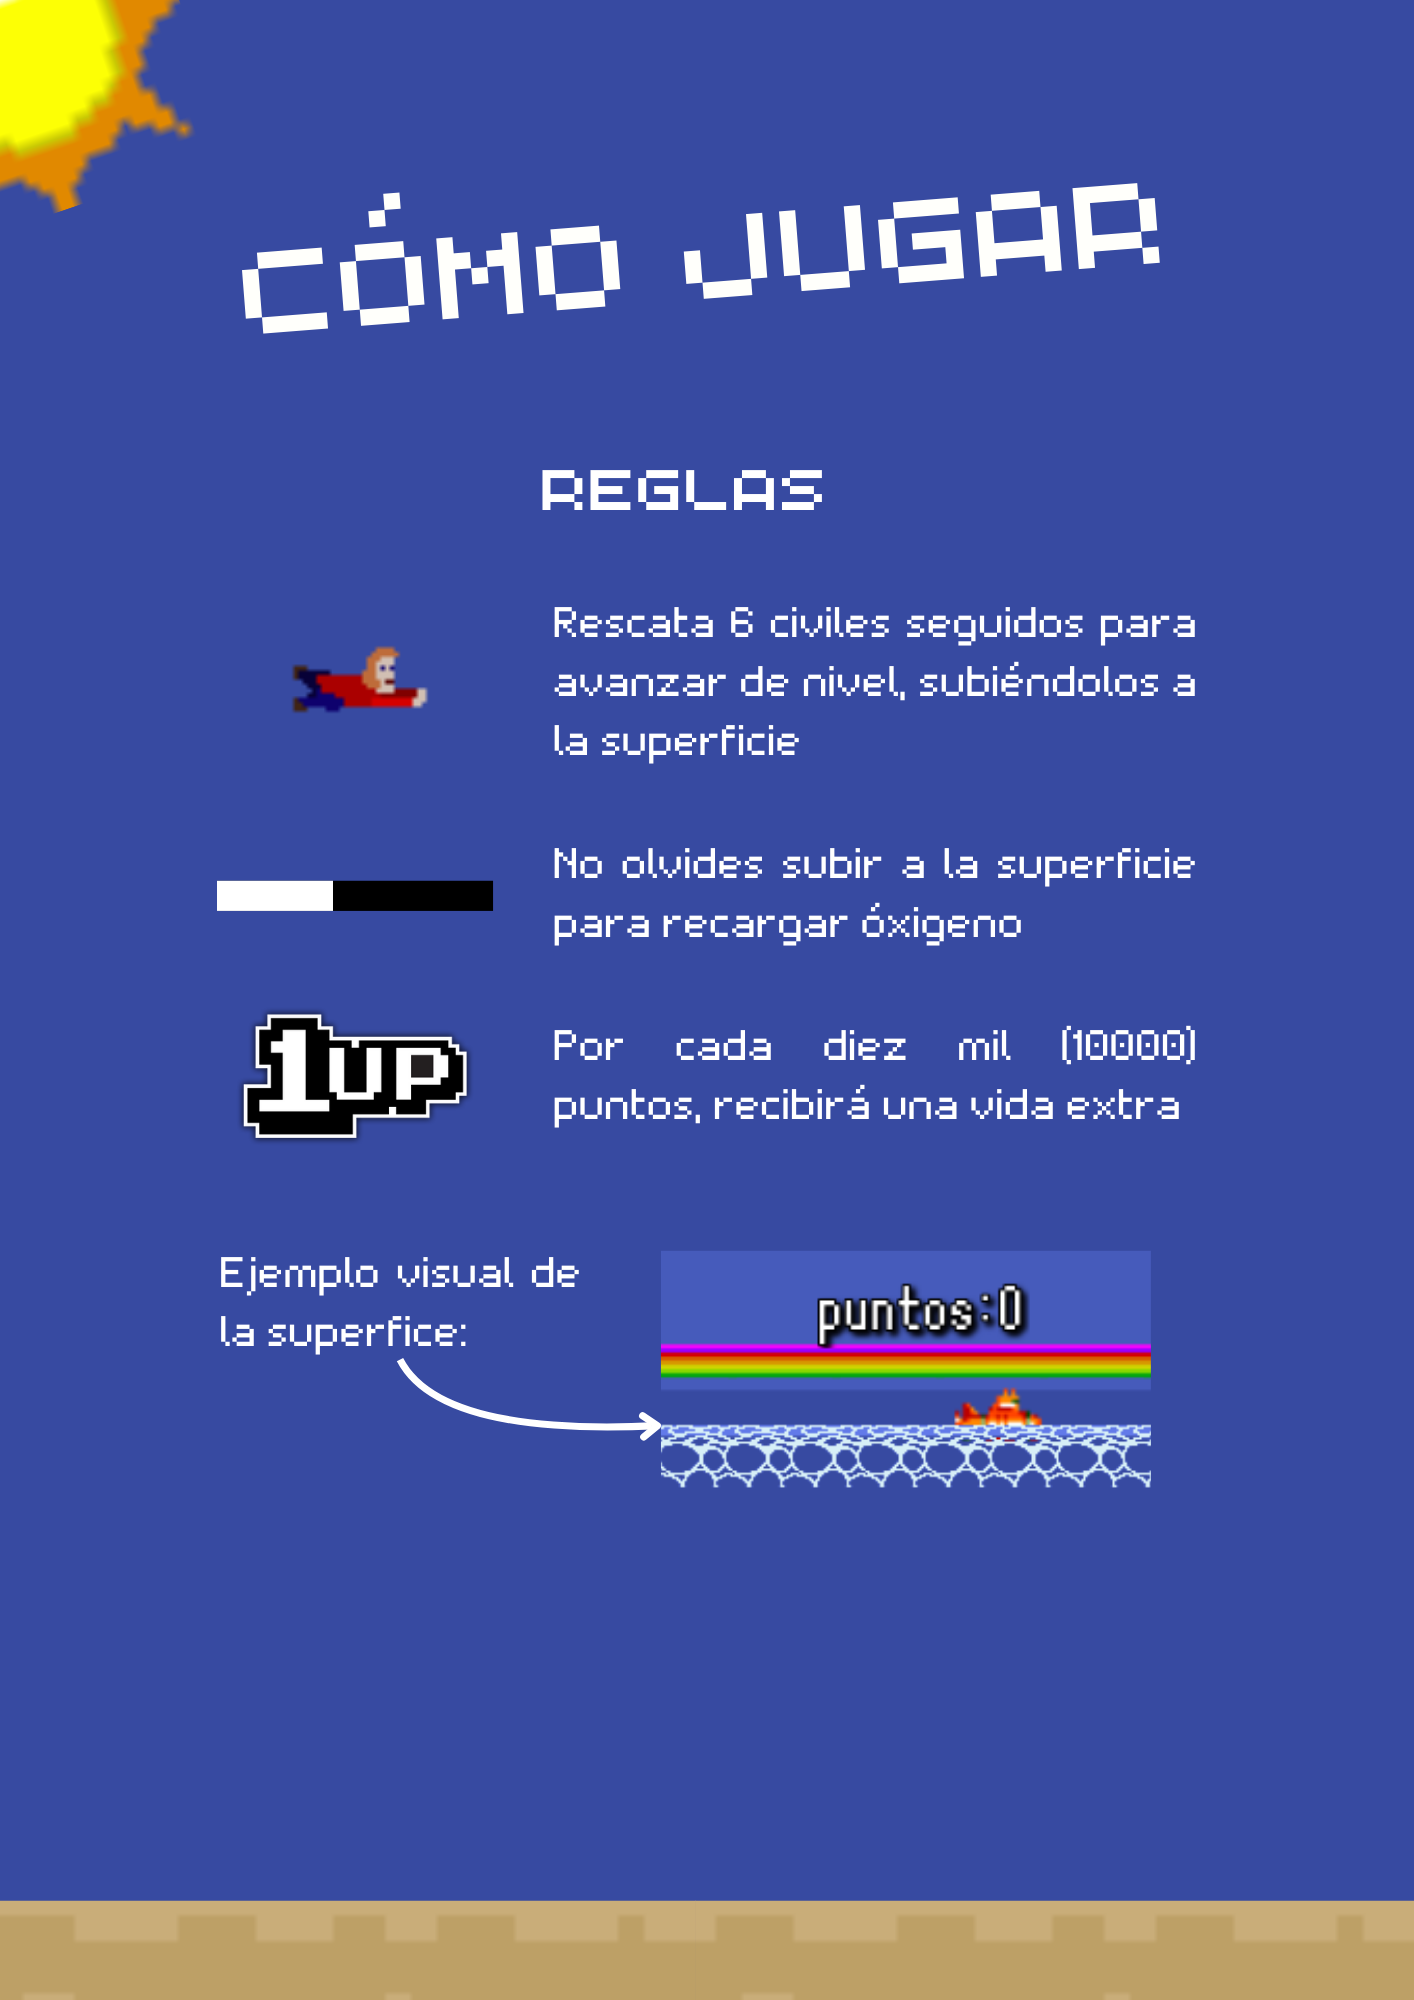 CÓMO JUGAR
REGLAS
Rescata 6 civiles seguidos para
avanzar de nivel, subiéndolos a
la superficie
No olvides subir a la superficie
para recargar óxigeno
1UP
Por cada diez mil (10000)
puntos, recibirá una vida extra
Ejemplo visual de
la superfice:
puntos:0